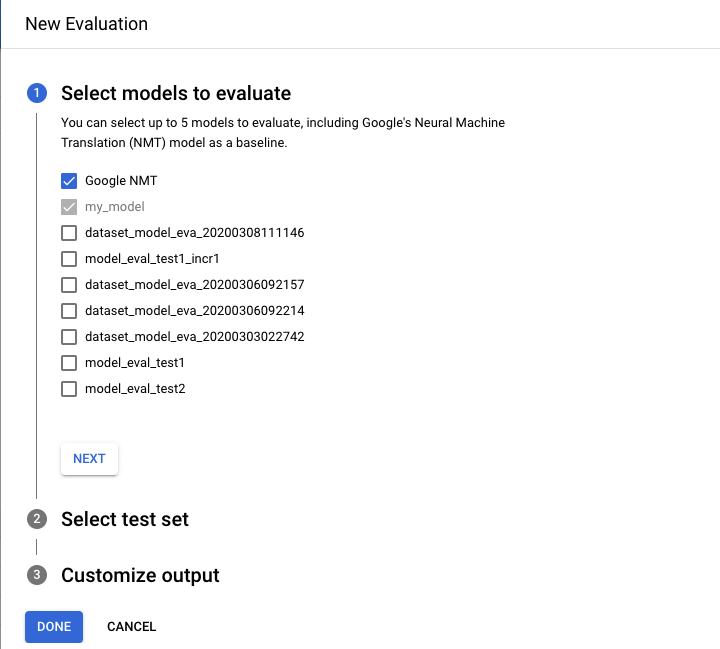 New Evaluation
1 Select models to evaluate
You can select up to 5 models to evaluate, including Google's Neural Machine
Translation (NMT) model as a baseline.
Google NMT
my_model
dataset_model_eva_20200308111146
model_eval_test1_incr1
dataset_model_eva_20200306092157
dataset_model_eva_20200306092214
dataset_model_eva_20200303022742
model_eval_test1
model_eval_test2
NEXT
2 Select test set
3 Customize output
DONE CANCEL